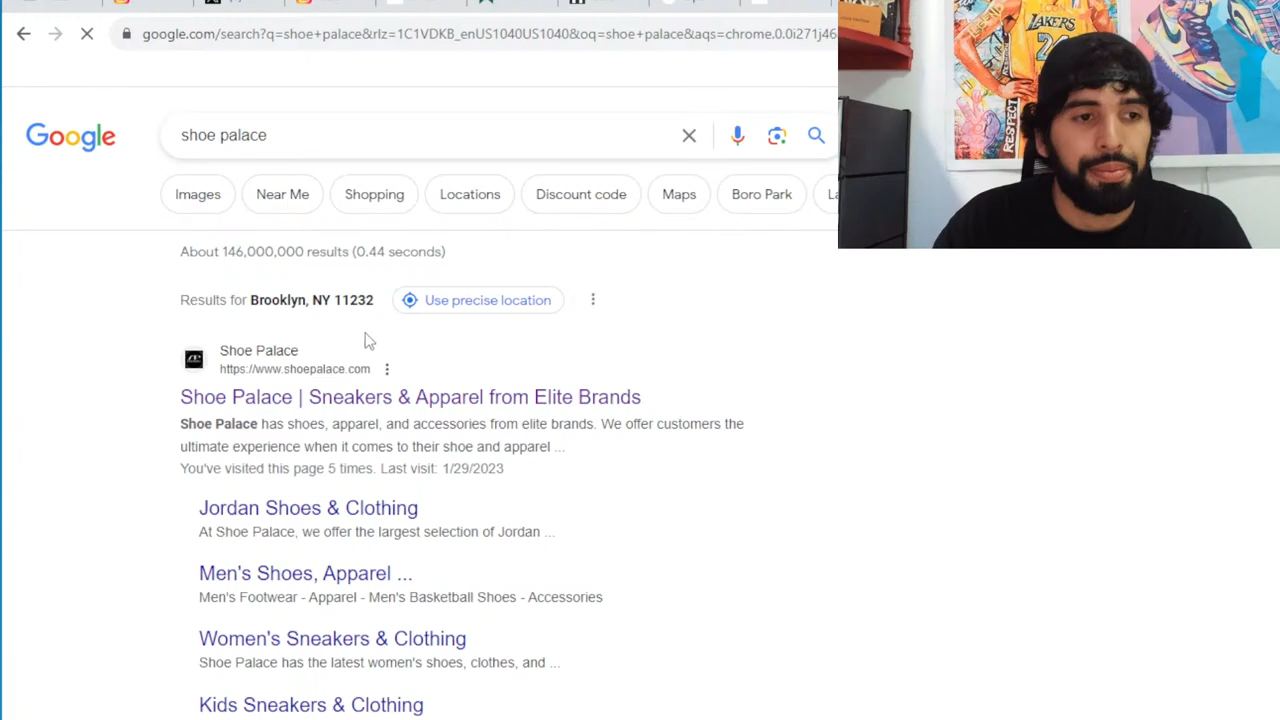 google.com/search?q=shoe+palace&rlz=1C1VDKB_enUS1040US1040&oq=shoe+palace&aqs=chrome.0.0i271j46
LAKERS
24
RESPECT
Google
shoe palace
Images
Near Me
Shopping
Locations
Discount code
Maps
Boro Park
About 146,000,000 results (0.44 seconds)
Results for Brooklyn, NY 11232
Use precise location
Shoe Palace
https://www.shoepalace.com
Shoe Palace | Sneakers & Apparel from Elite Brands
Shoe Palace has shoes, apparel, and accessories from elite brands. We offer customers the
ultimate experience when it comes to their shoe and apparel ...
You've visited this page 5 times. Last visit: 1/29/2023
Jordan Shoes & Clothing
At Shoe Palace, we offer the largest selection of Jordan ...
Men's Shoes, Apparel ...
Men's Footwear - Apparel - Men's Basketball Shoes - Accessories
Women's Sneakers & Clothing
Shoe Palace has the latest women's shoes, clothes, and ...
Kids Sneakers & Clothing